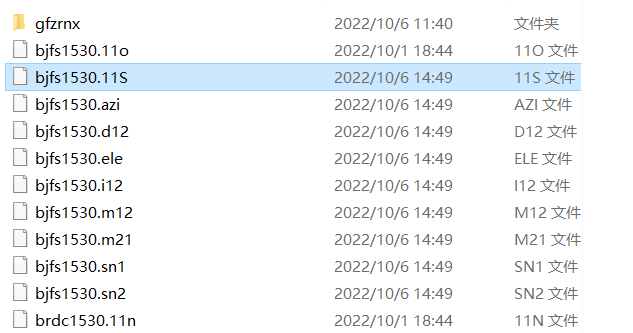 gfzrnx 2022/10/6 11:40 文件夹
bjfs1530.11o 2022/10/1 18:44 11O 文件
bjfs1530.11S 2022/10/6 14:49 11S 文件
bjfs1530.azi 2022/10/6 14:49 AZI 文件
bjfs1530.d12 2022/10/6 14:49 D12 文件
bjfs1530.ele 2022/10/6 14:49 ELE 文件
bjfs1530.i12 2022/10/6 14:49 I12 文件
bjfs1530.m12 2022/10/6 14:49 M12 文件
bjfs1530.m21 2022/10/6 14:49 M21 文件
bjfs1530.sn1 2022/10/6 14:49 SN1 文件
bjfs1530.sn2 2022/10/6 14:49 SN2 文件
brdc1530.11n 2022/10/1 18:44 11N 文件